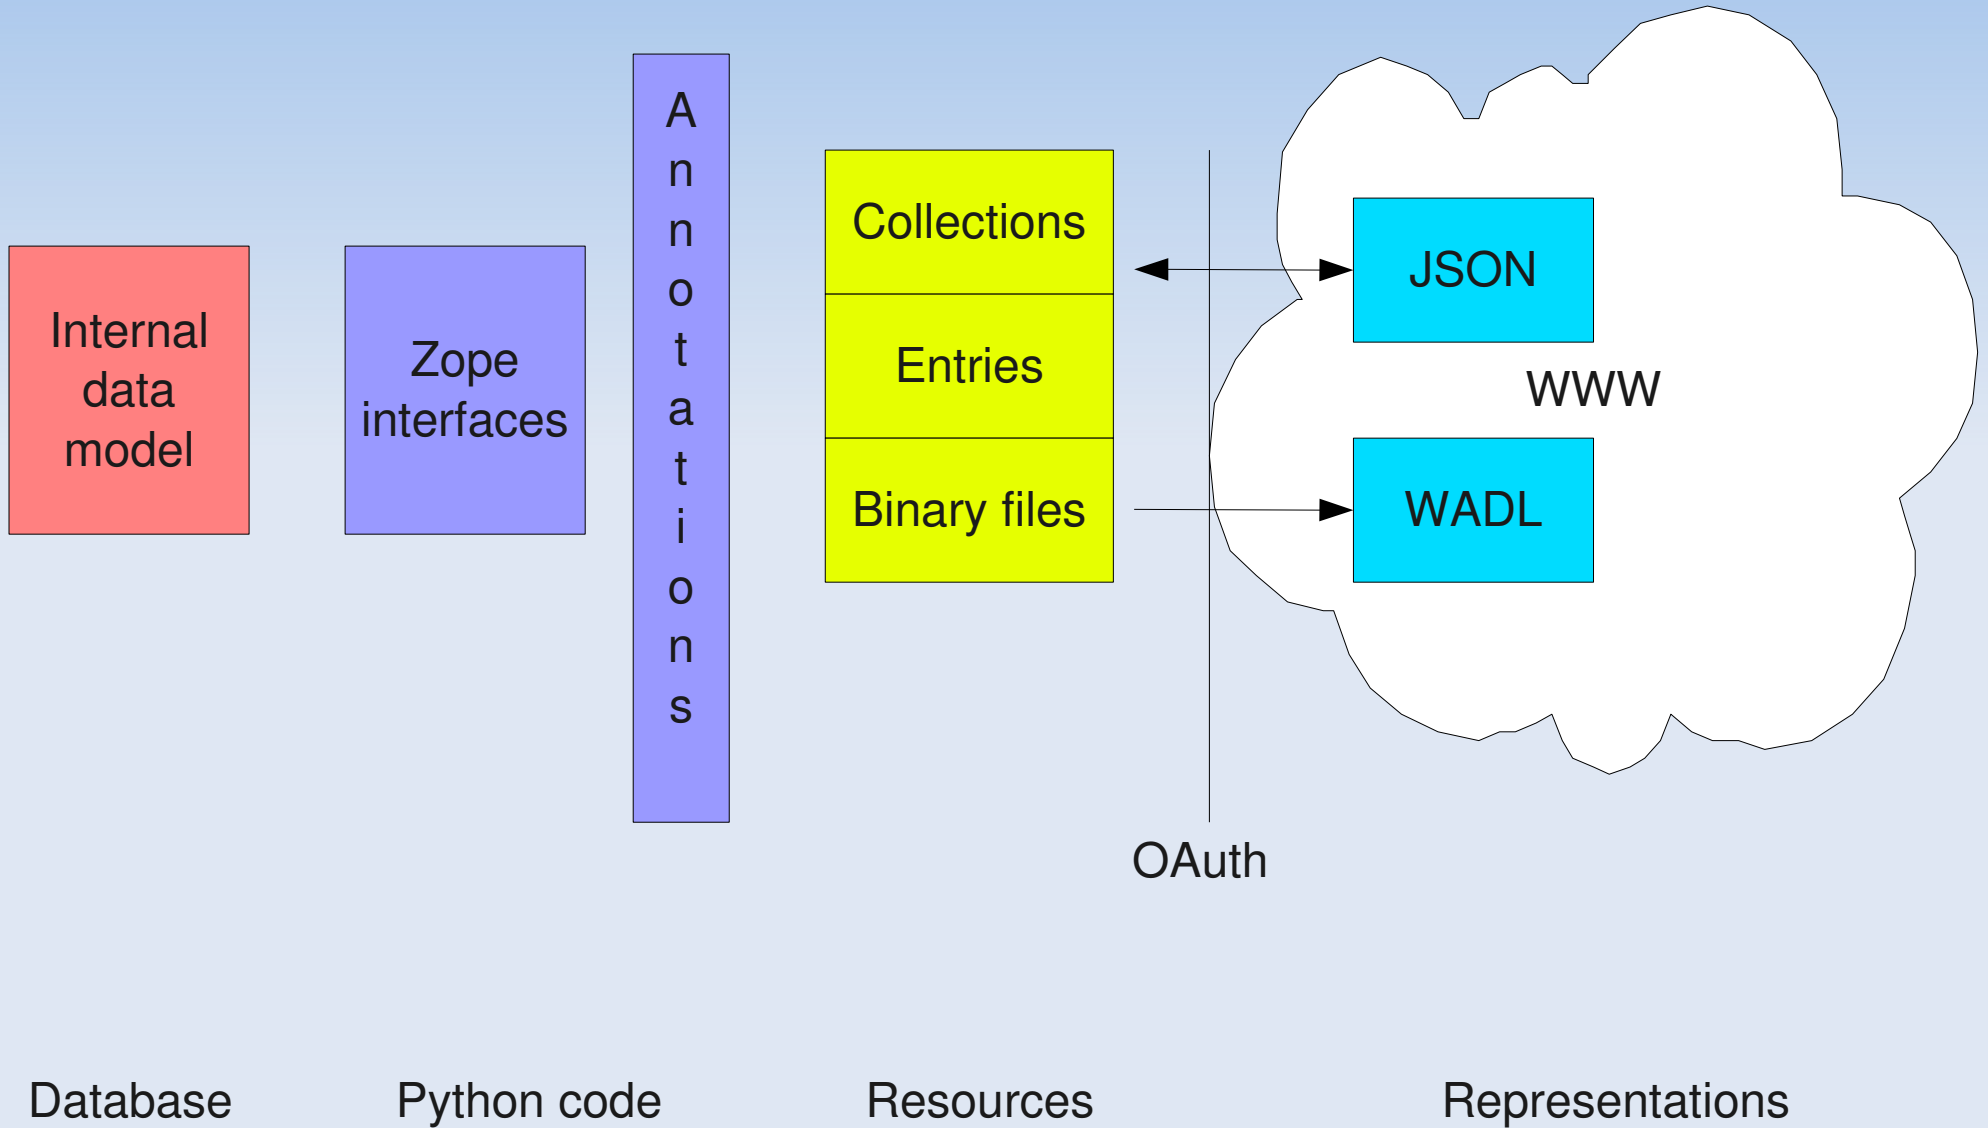 Internal
data
model
Zope
interfaces
A
n
n
o
t
a
t
i
o
n
s
Collections
Entries
Binary files
JSON
WWW
WADL
OAuth
Database
Python code
Resources
Representations